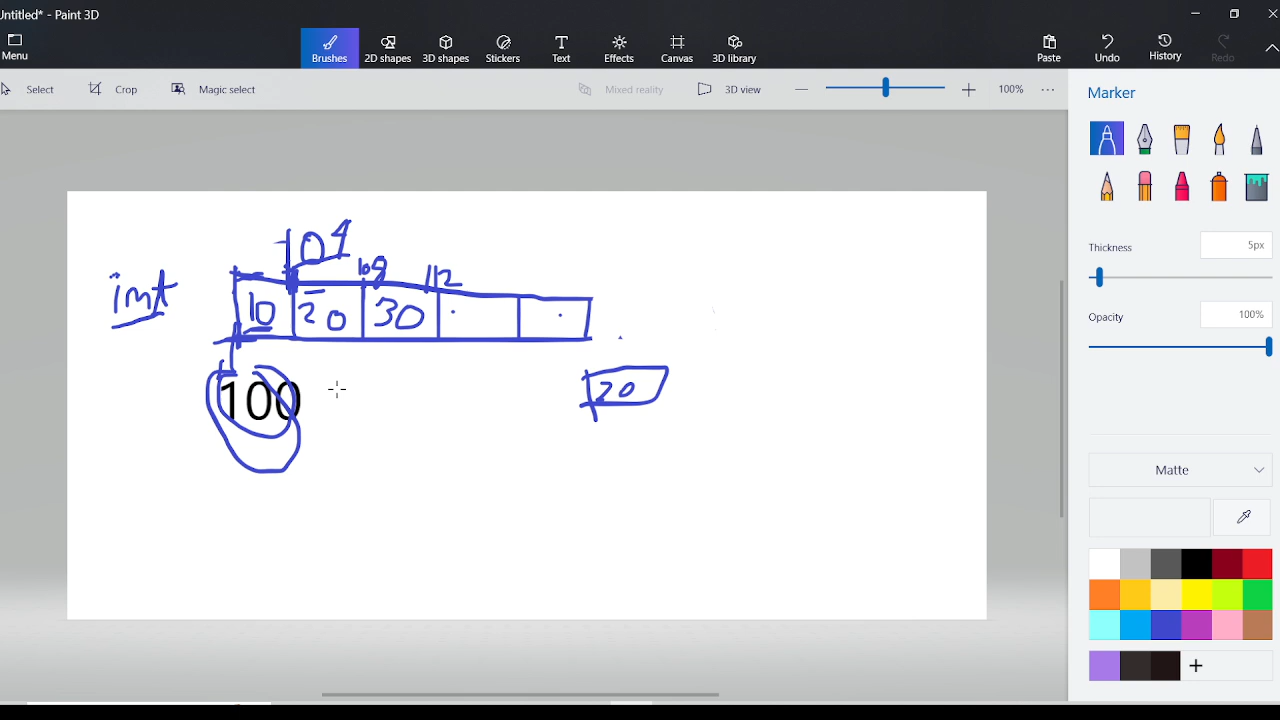 Untitled* - Paint 3D
Menu
Brushes
2D shapes
3D shapes
Stickers
Text
Effects
Canvas
3D library
Paste
Undo
History
Redo
Select
Crop
Magic select
Mixed reality
3D view
100%
Marker
Thickness
5px
Opacity
100%
Matte
104
108
112
int
10
20
30
100
20